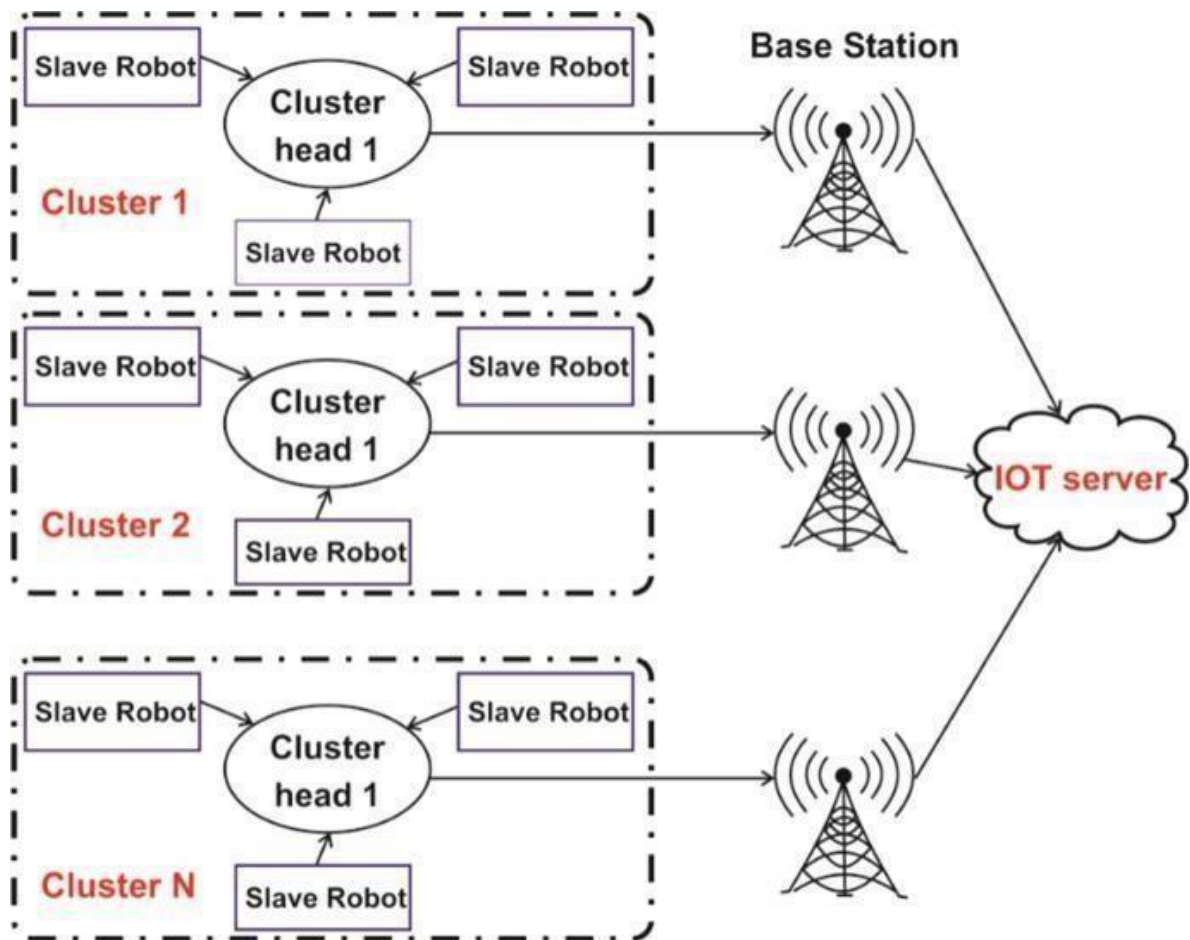 Base Station
Slave Robot
Slave Robot
Cluster
head 1
Cluster 1
Slave Robot
Slave Robot
Slave Robot
Cluster
head 1
IOT server
Cluster 2
Slave Robot
Slave Robot
Slave Robot
Cluster
head 1
Cluster N
Slave Robot